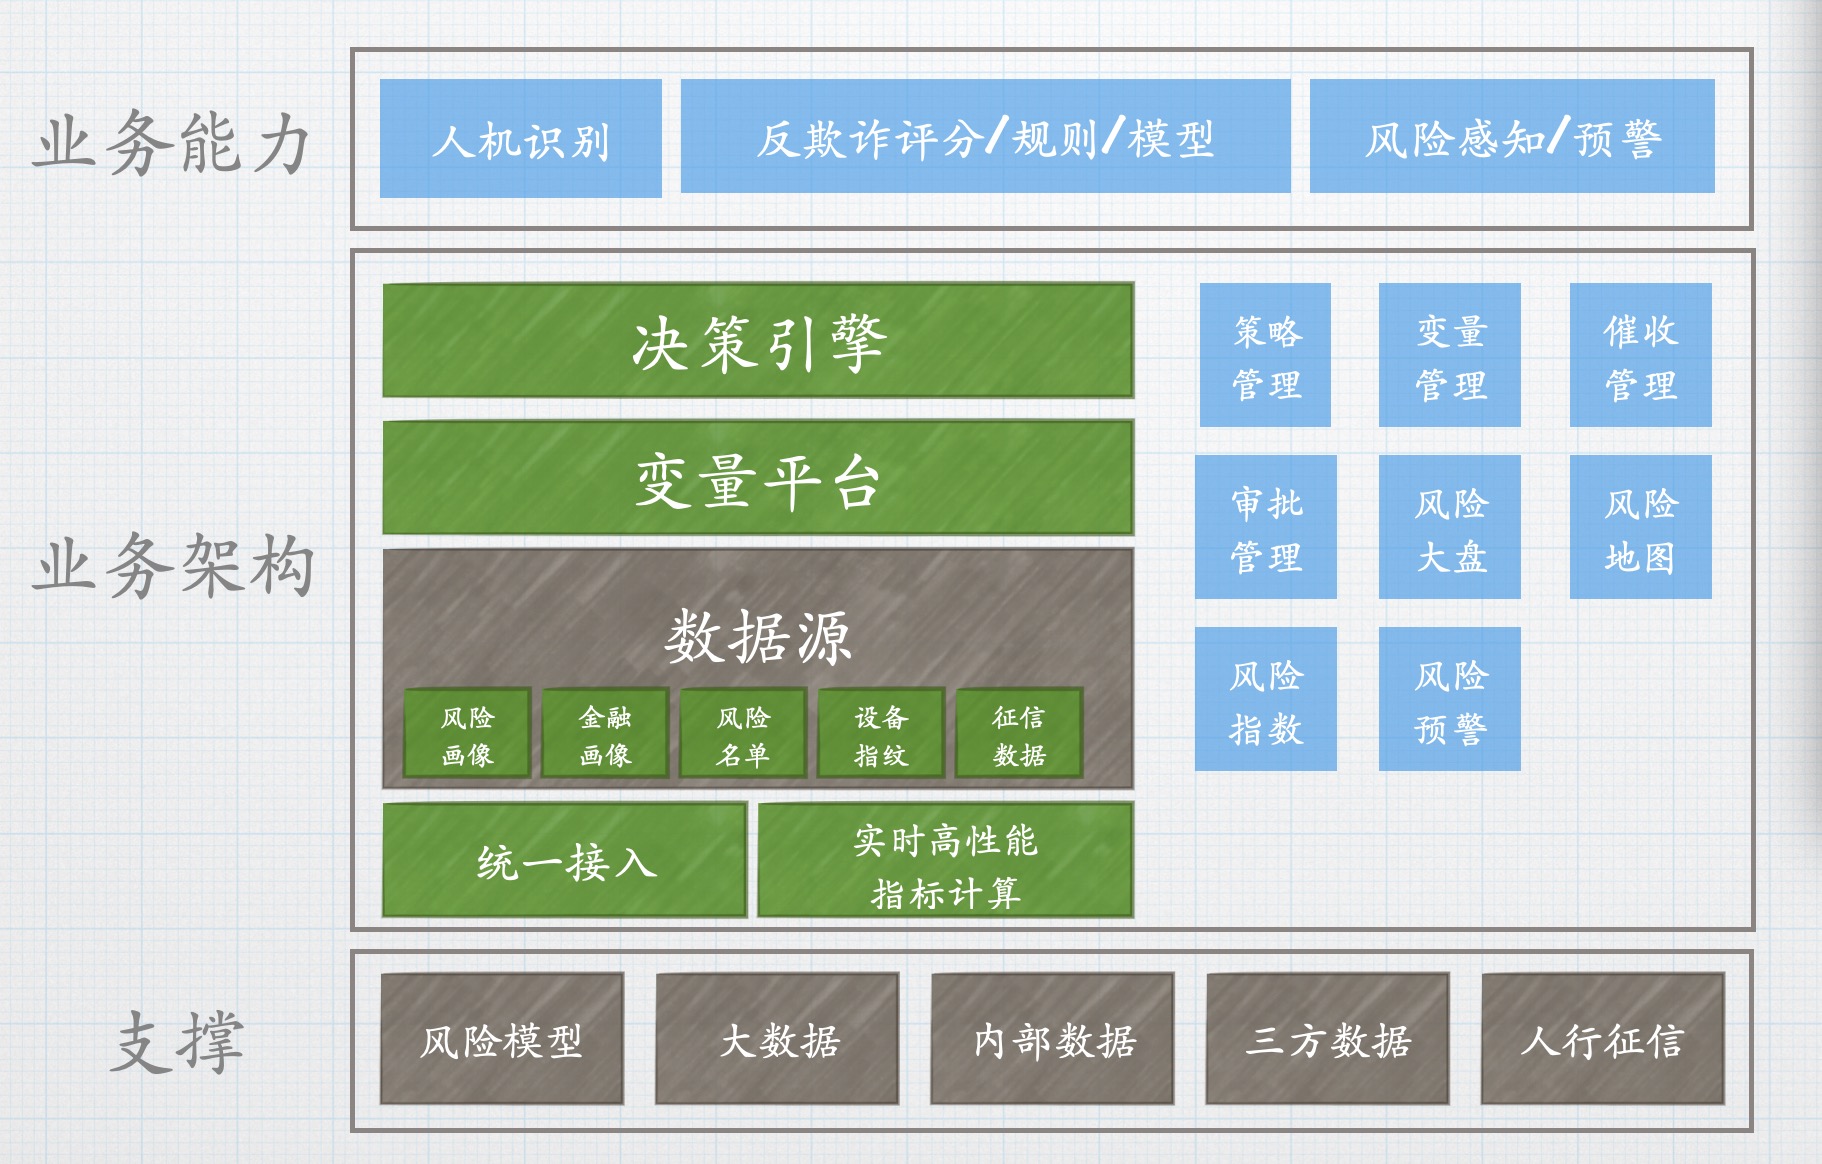 业务能力
人机识别
反欺诈评分/规则/模型
风险感知/预警
业务架构
决策引擎
变量平台
数据源
风险
画像
金融
画像
风险
名单
设备
指纹
征信
数据
统一接入
实时高性能
指标计算
策略
管理
变量
管理
催收
管理
审批
管理
风险
大盘
风险
地图
风险
指数
风险
预警
支撑
风险模型
大数据
内部数据
三方数据
人行征信